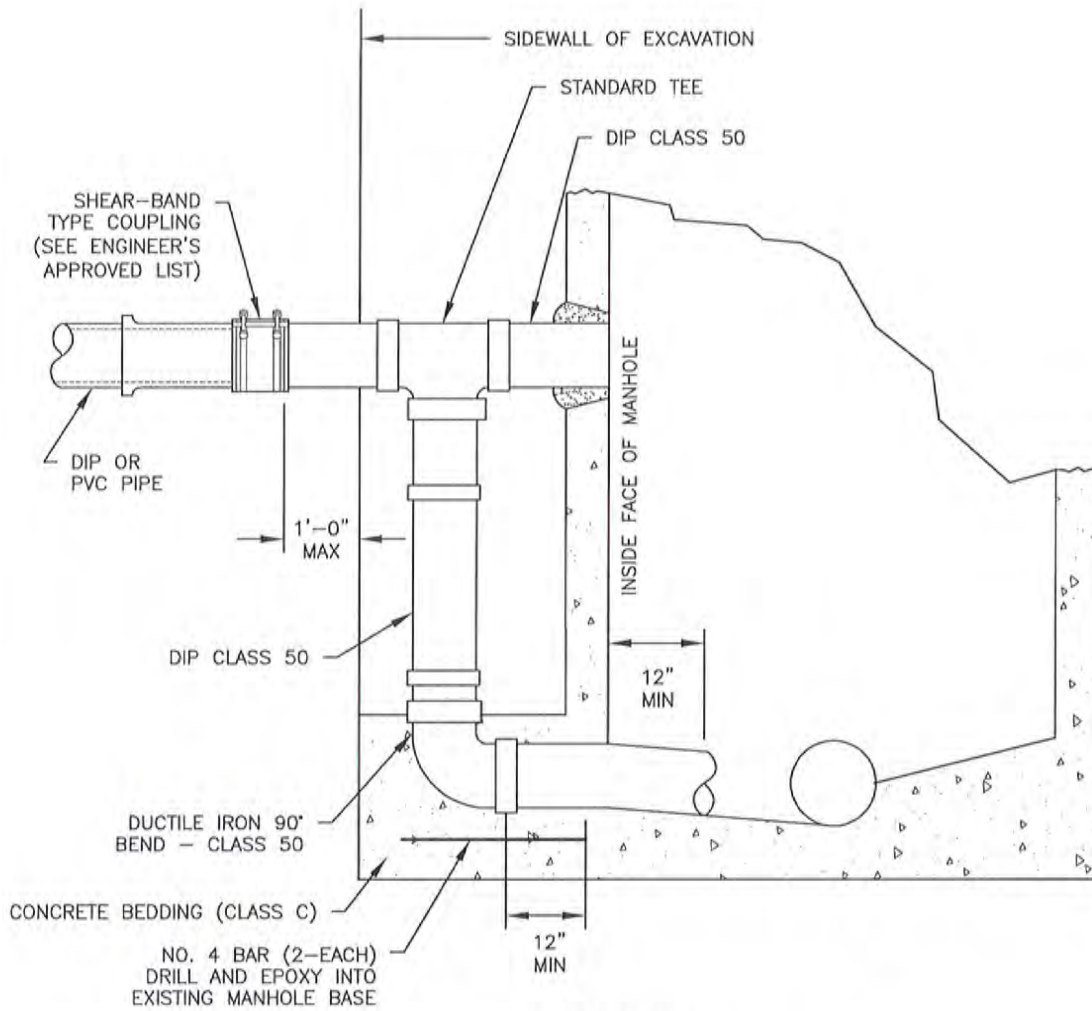 SIDEWALL OF EXCAVATION
STANDARD TEE
DIP CLASS 50
SHEAR-BAND
TYPE COUPLING
(SEE ENGINEER'S
APPROVED LIST)
DIP OR
PVC PIPE
1'-0"
MAX
INSIDE FACE OF MANHOLE
DIP CLASS 50
12"
MIN
DUCTILE IRON 90°
BEND - CLASS 50
CONCRETE BEDDING (CLASS C)
NO. 4 BAR (2-EACH)
DRILL AND EPOXY INTO
EXISTING MANHOLE BASE
12"
MIN